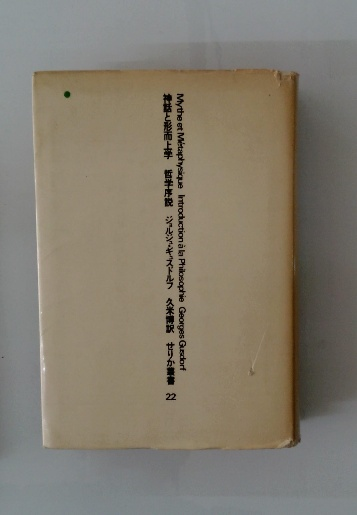 Mythe et Métaphysique Introduction à la Philosophie Georges Gusdorf
神話と形而上学 哲学序説 ジョルジュ・ギュスドルフ 久米博訳 せりか叢書 22